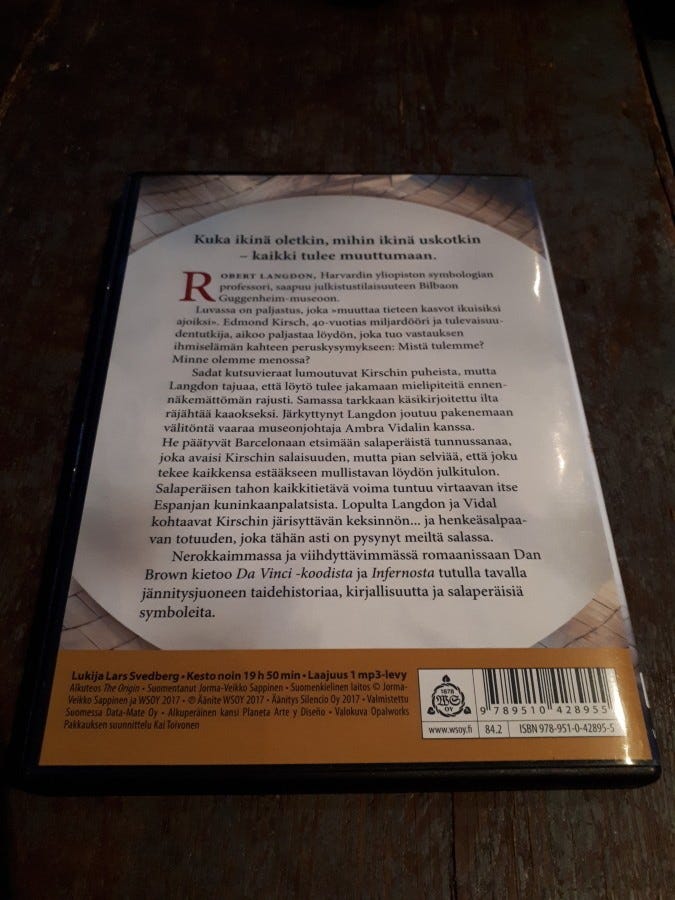 Kuka ikinä oletkin, mihin ikinä uskotkin
– kaikki tulee muuttumaan.
ROBERT LANGDON, Harvardin yliopiston symbologian
professori, saapuu julkistustilaisuuteen Bilbaon
Guggenheim-museoon.
Luvassa on paljastus, joka »muuttaa tieteen kasvot ikuisiksi
ajoiksi». Edmond Kirsch, 40-vuotias miljardööri ja tulevaisuu-
dentutkija, aikoo paljastaa löydön, joka tuo vastauksen
ihmiselämän kahteen peruskysymykseen: Mistä tulemme?
Minne olemme menossa?
Sadat kutsuvieraat lumoutuvat Kirschin puheista, mutta
Langdon tajuaa, että löytö tulee jakamaan mielipiteitä ennen-
näkemättömän rajusti. Samassa tarkkaan käsikirjoitettu ilta
räjähtää kaaokseksi. Järkyttynyt Langdon joutuu pakenemaan
välitöntä vaaraa museonjohtaja Ambra Vidalin kanssa.
He päätyvät Barcelonaan etsimään salaperäistä tunnussanaa,
joka avaisi Kirschin salaisuuden, mutta pian selviää, että joku
tekee kaikkensa estääkseen mullistavan löydön julkitulon.
Salaperäisen tahon kaikkitietävä voima tuntuu virtaavan itse
Espanjan kuninkaanpalatsista. Lopulta Langdon ja Vidal
kohtaavat Kirschin järisyttävän keksinnön... ja henkeäsalpaa-
van totuuden, joka tähän asti on pysynyt meiltä salassa.
Nerokkaimmassa ja viihdyttävimmässä romaanissaan Dan
Brown kietoo Da Vinci -koodista ja Infernosta tutulla tavalla
jännitysjuoneen taidehistoriaa, kirjallisuutta ja salaperäisiä
symboleita.
Lukija Lars Svedberg • Kesto noin 19 h 50 min • Laajuus 1 mp3-levy
Alkuteos The Origin • Suomentanut Jorma-Veikko Sappinen • Suomenkielinen laitos © Jorma-
Veikko Sappinen ja WSOY 2017 • ℗ Äänite WSOY 2017 • Äänitys Silencio Oy 2017 • Valmistettu
Suomessa Data-Mate Oy • Alkuperäinen kansi Planeta Arte y Diseño • Valokuva Opalworks
Pakkauksen suunnittelu Kai Toivonen
1878
WS
OY
9 789510 428955
www.wsoy.fi
84.2
ISBN 978-951-0-42895-5